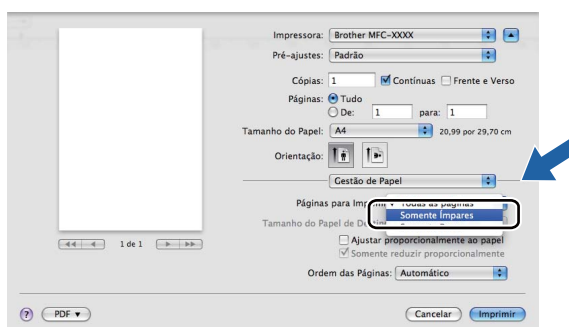 Impressora: Brother MFC-XXXX
Pré-ajustes: Padrão
Cópias: 1 Contínuas Frente e Verso
Páginas: Tudo
De: 1 para: 1
Tamanho do Papel: A4 20,99 por 29,70 cm
Orientação:
Gestão de Papel
Páginas para Todas as páginas
Somente Ímpares
Tamanho do Papel de
Ajustar proporcionalmente ao papel
Somente reduzir proporcionalmente
Ordem das Páginas: Automático
1 de 1
? PDF Cancelar Imprimir